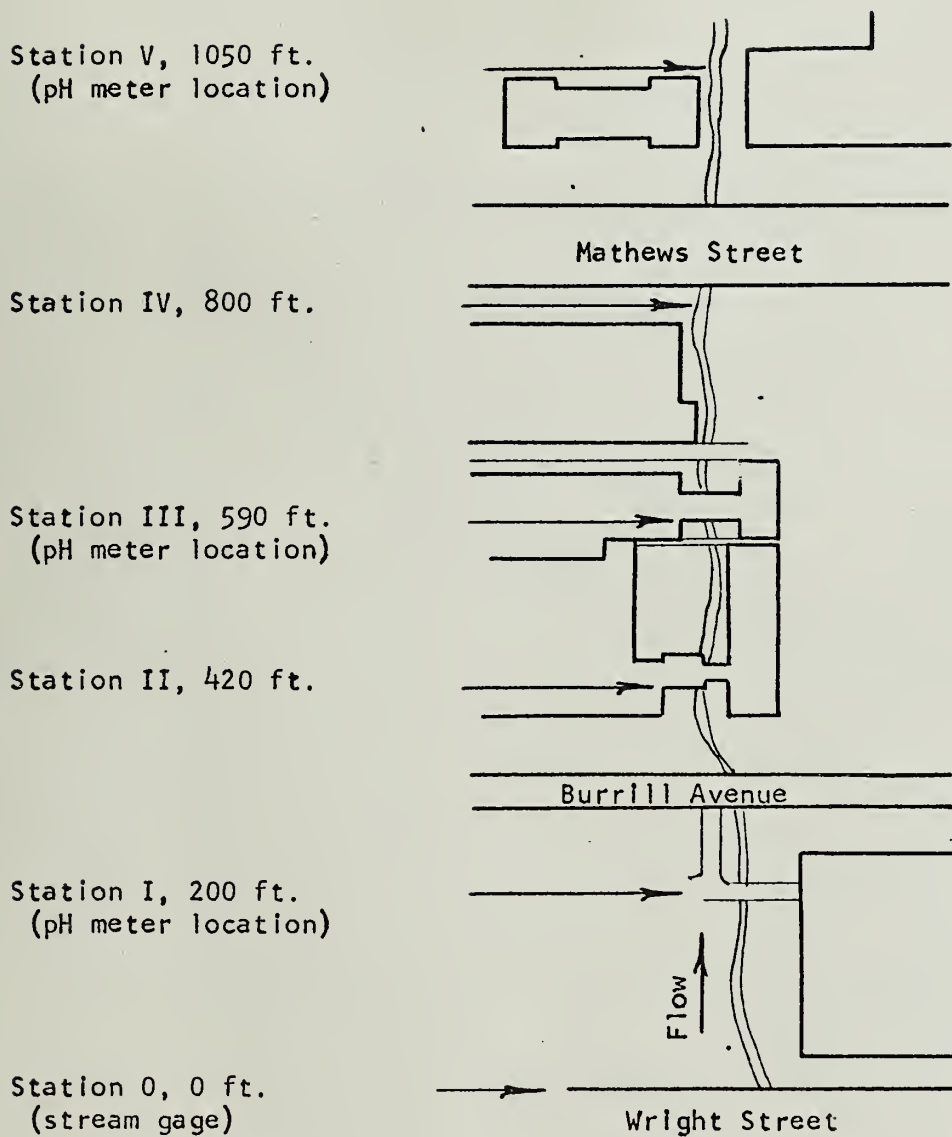 Station V, 1050 ft.
(pH meter location)
Mathews Street
Station IV, 800 ft.
Station III, 590 ft.
(pH meter location)
Station II, 420 ft.
Burrill Avenue
Station I, 200 ft.
(pH meter location)
Flow
Station 0, 0 ft.
(stream gage)
Wright Street